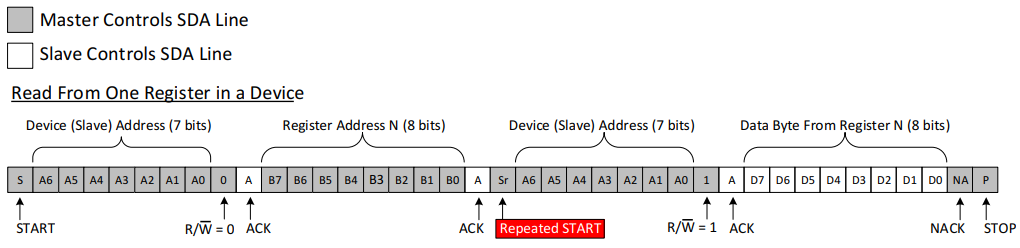 Master Controls SDA Line
Slave Controls SDA Line
Read From One Register in a Device
Device (Slave) Address (7 bits) Register Address N (8 bits) Device (Slave) Address (7 bits) Data Byte From Register N (8 bits)
S A6 A5 A4 A3 A2 A1 A0 0 A B7 B6 B5 B4 B3 B2 B1 B0 A Sr A6 A5 A4 A3 A2 A1 A0 1 A D7 D6 D5 D4 D3 D2 D1 D0 NA P
START R/W̅ = 0 ACK ACK Repeated START R/W̅ = 1 ACK NACK STOP